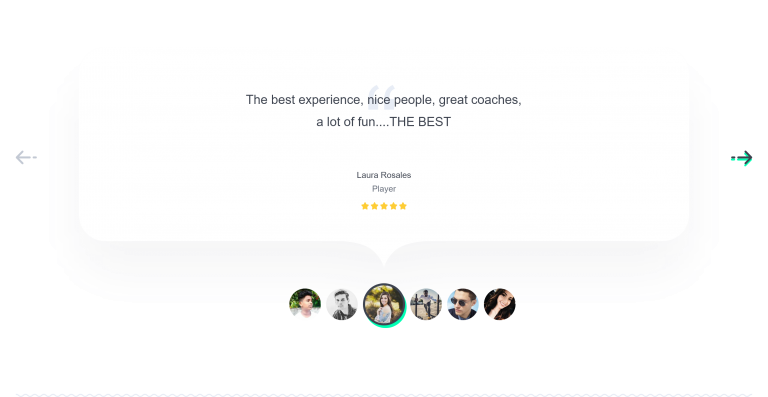 The best experience, nice people, great coaches,
a lot of fun....THE BEST
Laura Rosales
Player